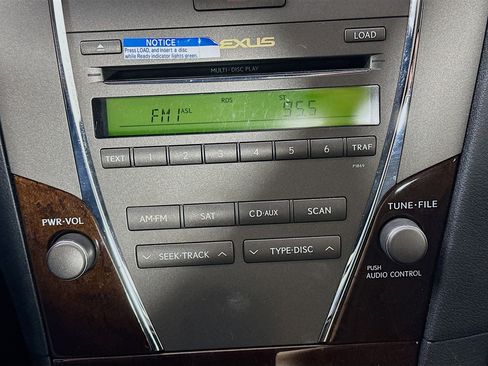 NOTICE
Press LOAD, and Insert a disc
while Ready indicator lights green.
LEXUS
LOAD
MULTI-DISC PLAY
RDS ST
FM1 ASL 95.5
TEXT 1 2 3 4 5 6 TRAF
P1869
PWR·VOL
TUNE·FILE
AM·FM SAT CD·AUX SCAN
SEEK·TRACK TYPE·DISC
PUSH
AUDIO CONTROL